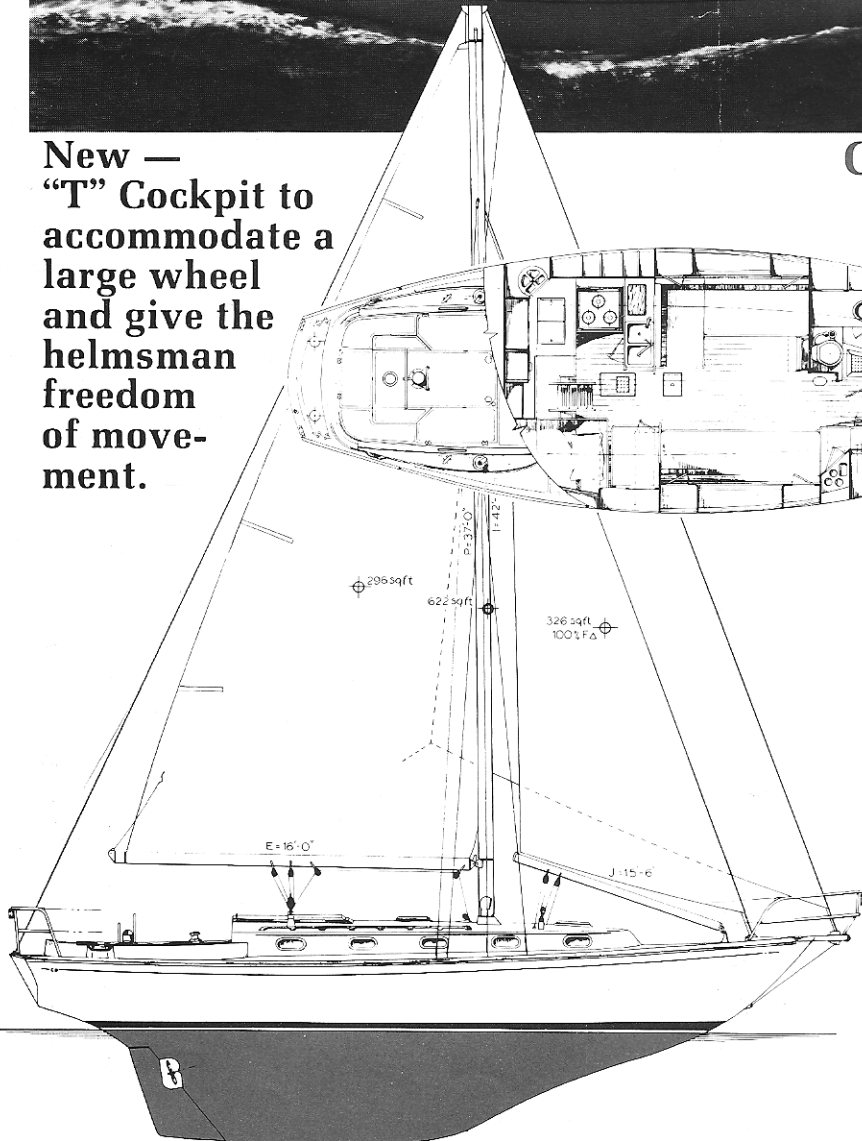 New —
“T” Cockpit to
accommodate a
large wheel
and give the
helmsman
freedom
of move-
ment.
P=37'-0"
I=42'-
296 sqft
622 sqft
326 sqft
100% F△
E=16'-0"
J=15-6